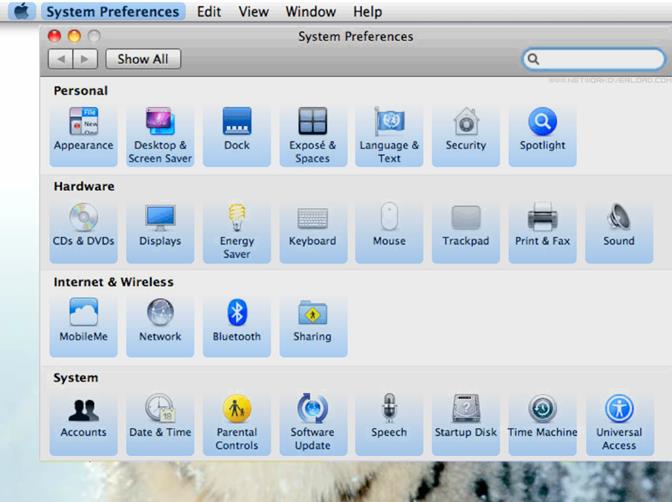 System Preferences Edit View Window Help
System Preferences
Show All
WWW.NETWORKOVERLOAD.COM
Personal
Appearance Desktop & Screen Saver Dock Exposé & Spaces Language & Text Security Spotlight
Hardware
CDs & DVDs Displays Energy Saver Keyboard Mouse Trackpad Print & Fax Sound
Internet & Wireless
MobileMe Network Bluetooth Sharing
System
Accounts Date & Time Parental Controls Software Update Speech Startup Disk Time Machine Universal Access